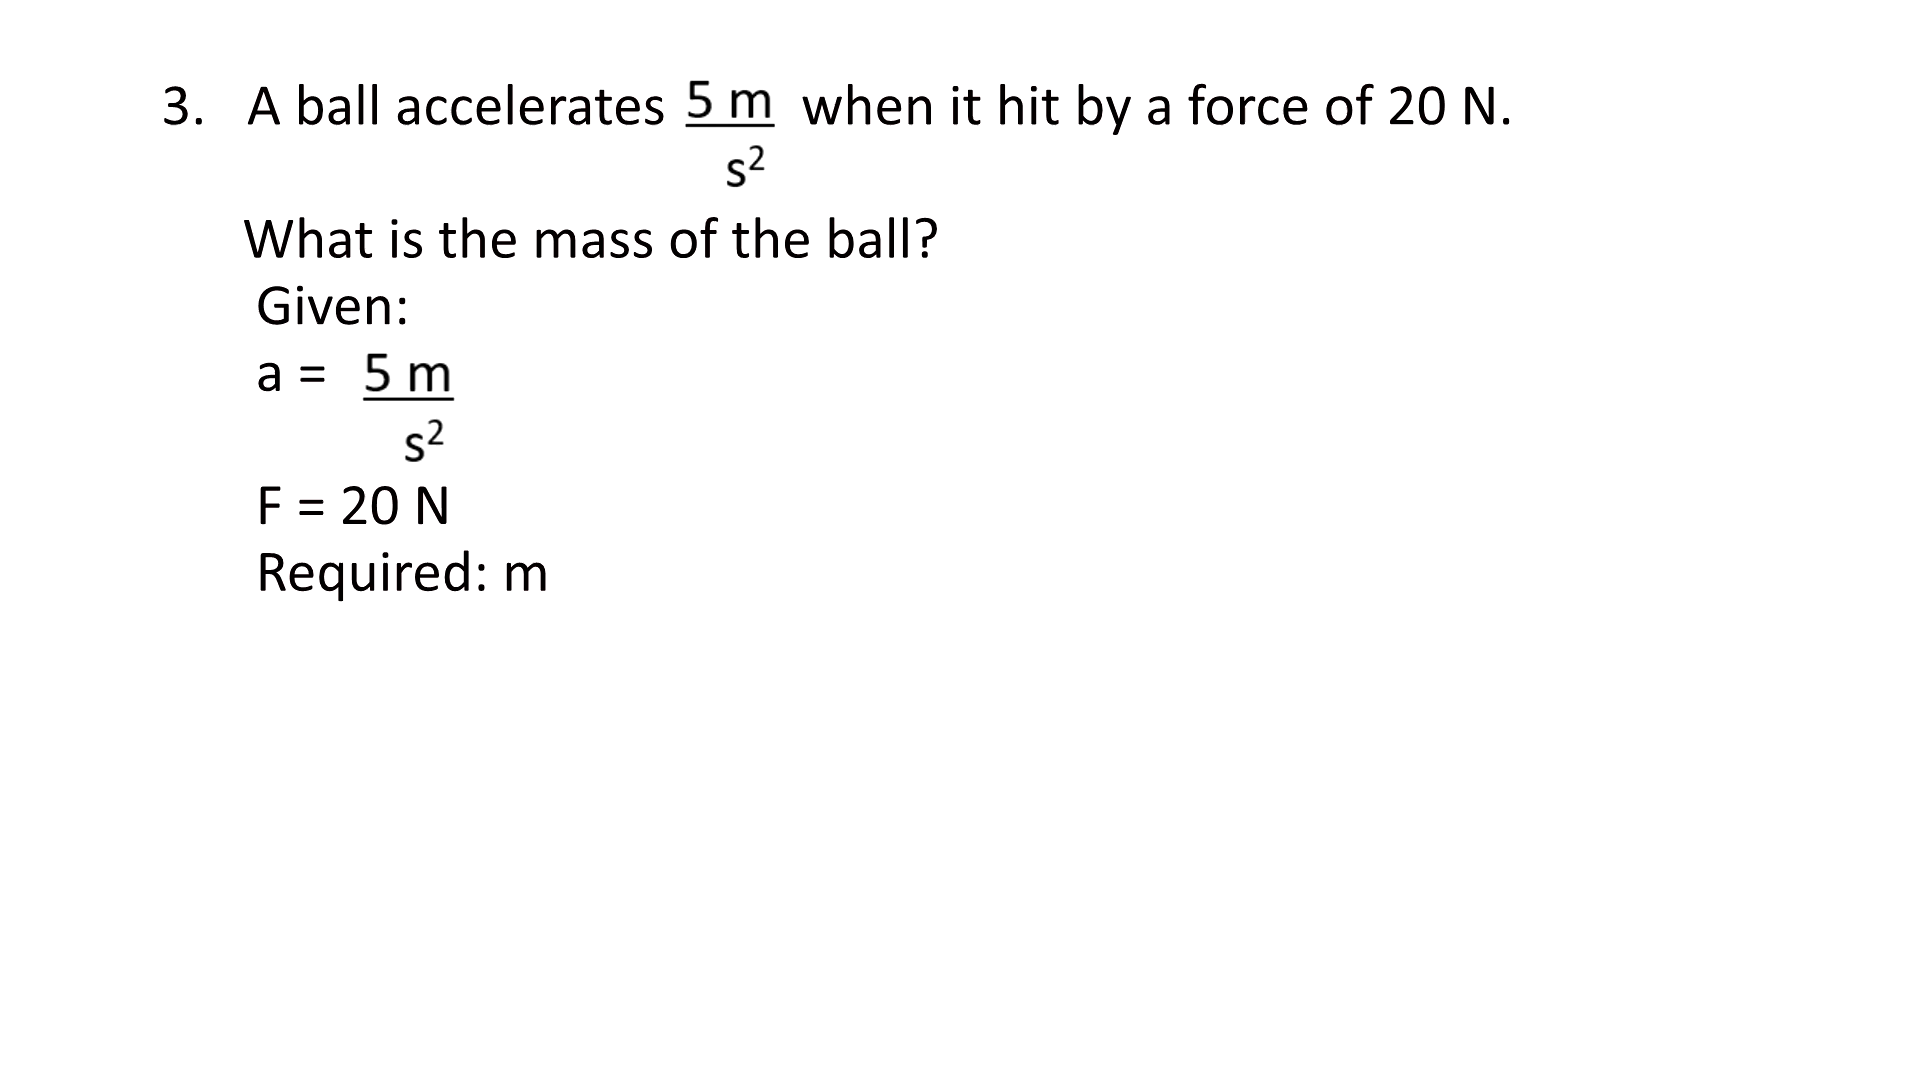 3. A ball accelerates 5 m when it hit by a force of 20 N.
s²
What is the mass of the ball?
Given:
a = 5 m
s²
F = 20 N
Required: m